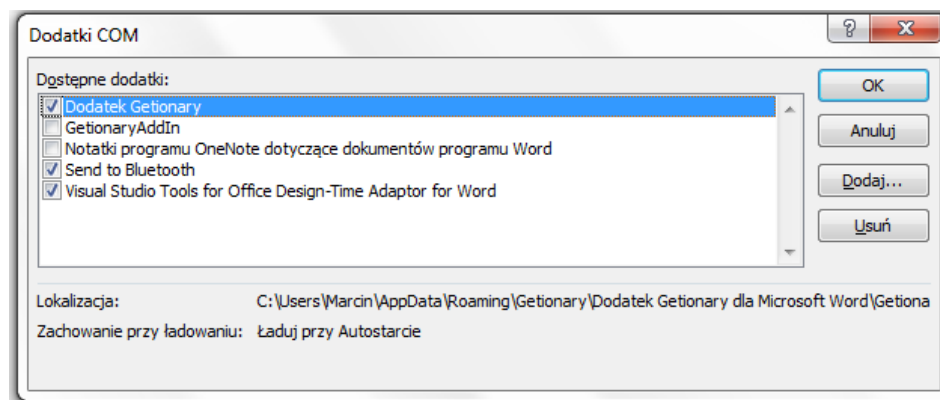 Dodatki COM
Dostępne dodatki:
Dodatek Getionary
GetionaryAddIn
Notatki programu OneNote dotyczące dokumentów programu Word
Send to Bluetooth
Visual Studio Tools for Office Design-Time Adaptor for Word
OK
Anuluj
Dodaj...
Usuń
Lokalizacja: C:\Users\Marcin\AppData\Roaming\Getionary\Dodatek Getionary dla Microsoft Word\Getiona
Zachowanie przy ładowaniu: Ładuj przy Autostarcie